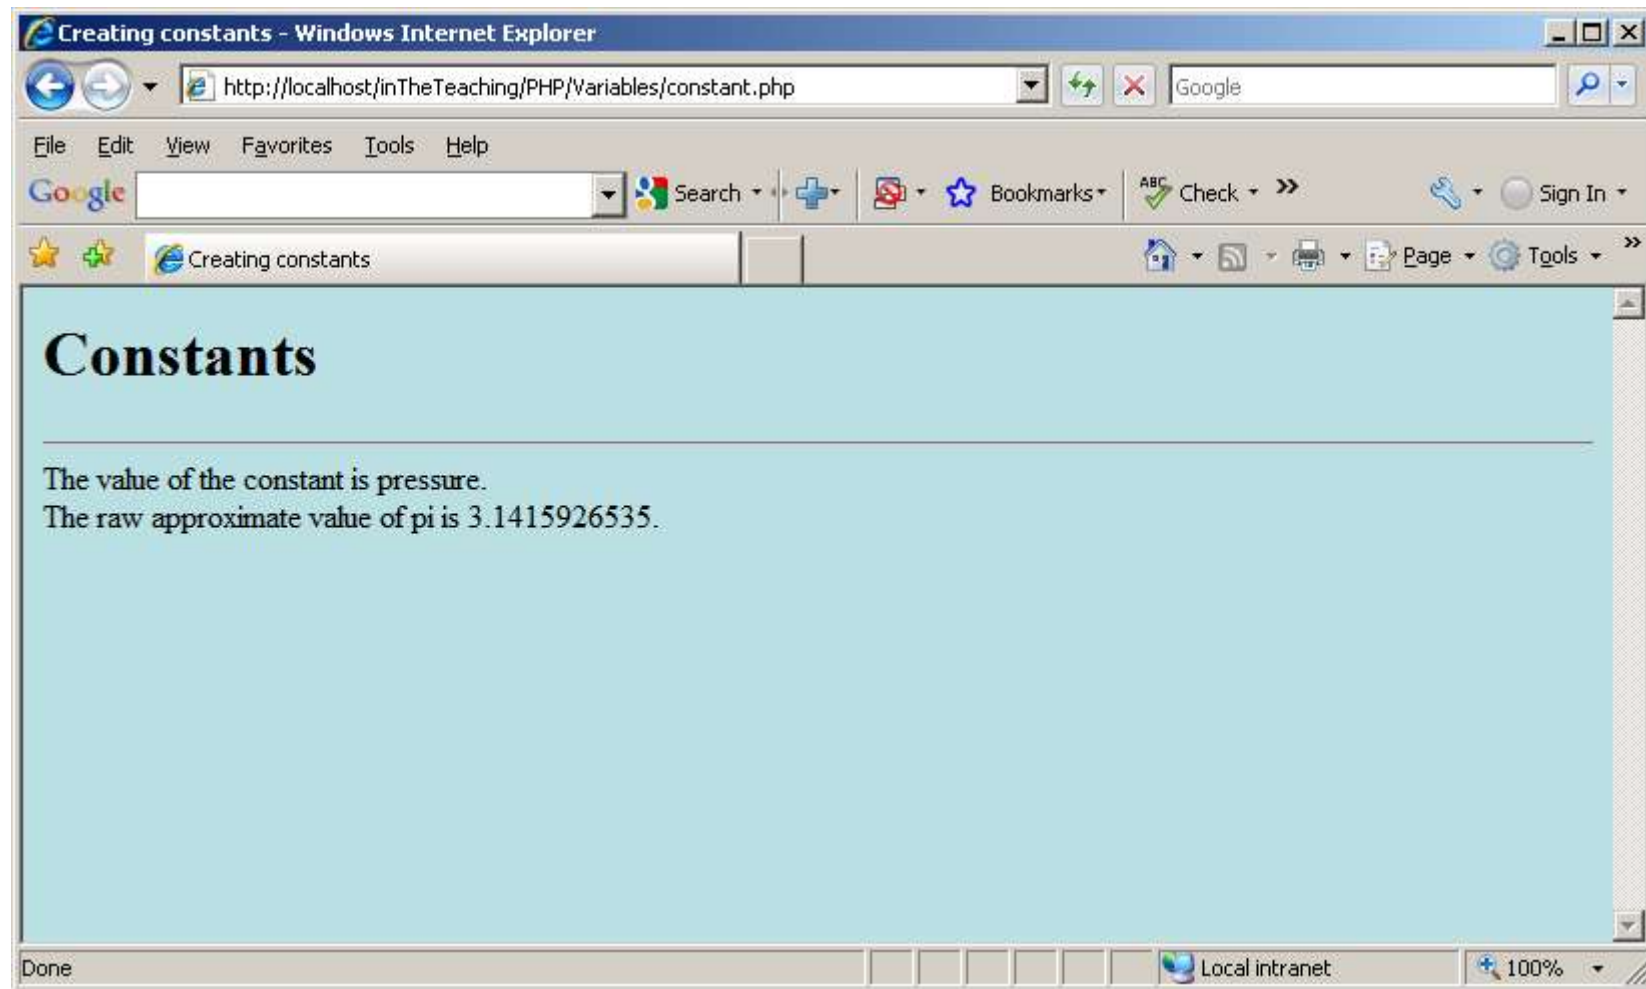 Creating constants - Windows Internet Explorer
http://localhost/inTheTeaching/PHP/Variables/constant.php Google
File Edit View Favorites Tools Help
Google Search Bookmarks ABC Check >> Sign In
Creating constants Page Tools >>
Constants
The value of the constant is pressure.
The raw approximate value of pi is 3.1415926535.
Done Local intranet 100%